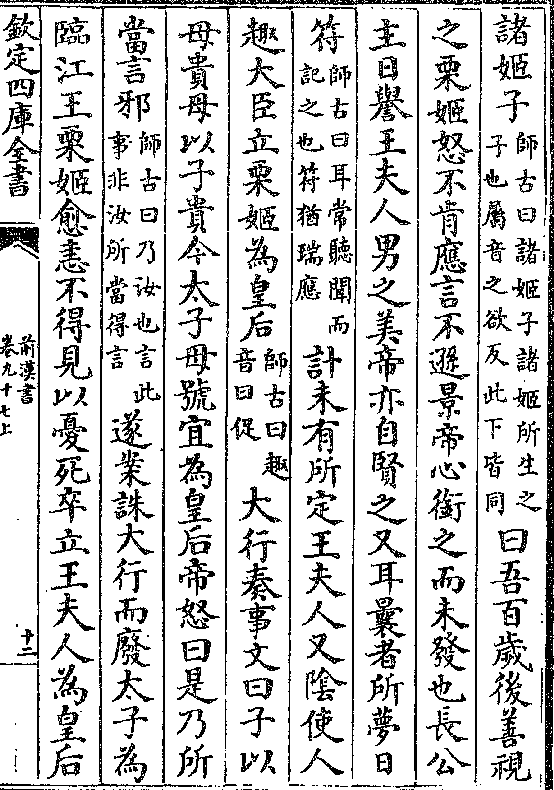 諸姬子師古曰諸姬子諸姬所生之子也屬音之欲反此下皆同曰吾百歲後善視
之栗姬怒不肯應言不遜景帝心銜之而未發也長公
主日譽王夫人男之美帝亦自賢之又耳曩者所夢日
符師古曰耳常聽聞而記之也符猶瑞應計未有所定王夫人又陰使人
趣大臣立栗姬為皇后師古曰趣音曰促大行奏事文曰子以
母貴母以子貴今太子母號宜為皇后帝怒曰是乃所
當言邪師古曰乃汝也言此事非汝所當得言遂業誅大行而廢太子為
臨江王栗姬愈恚不得見以憂死卒立王夫人為皇后
欽定四庫全書
前漢書
卷九十七上
十二